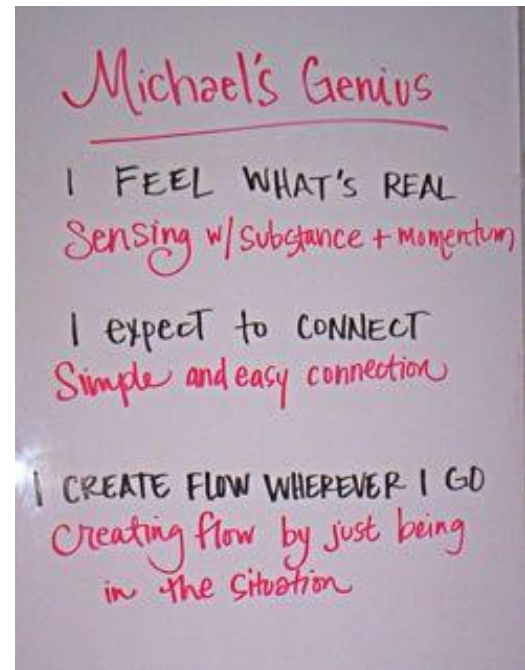 Michael's Genius
I FEEL WHAT'S REAL
Sensing w/ substance + momentum
I expect to CONNECT
Simple and easy connection
I CREATE FLOW WHEREVER I GO
Creating flow by just being
in the situation